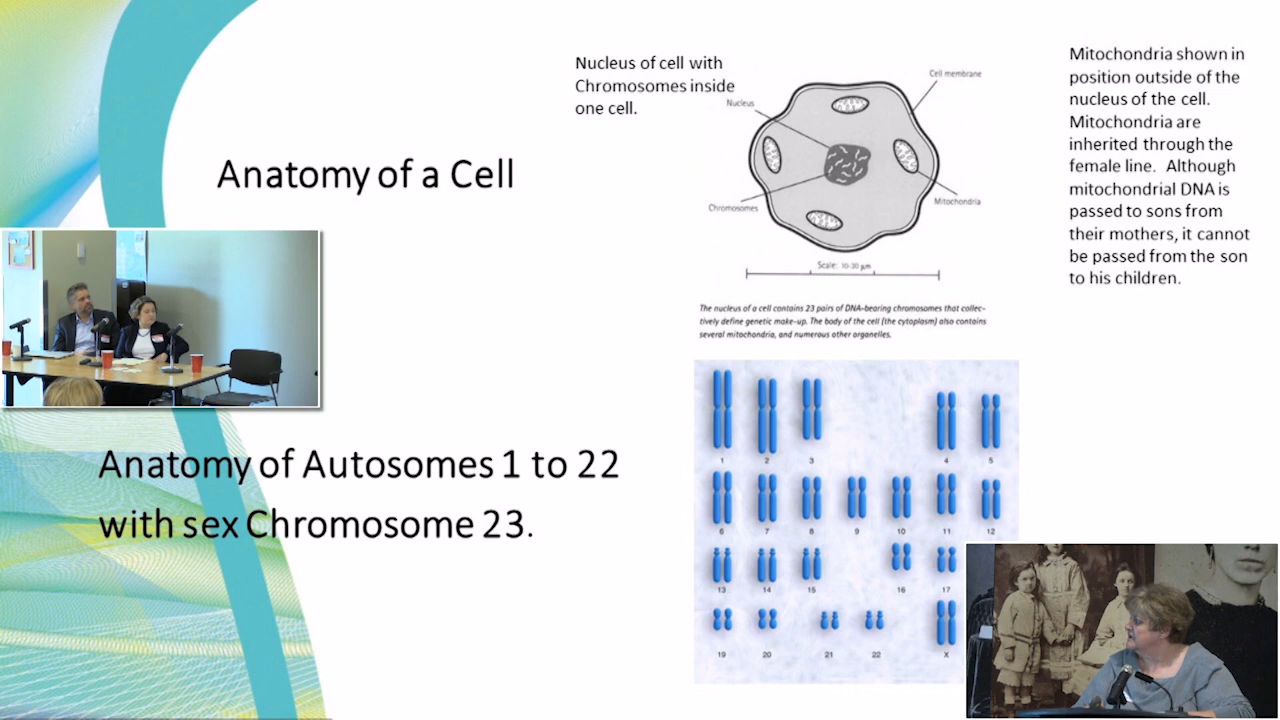 Nucleus of cell with
Chromosomes inside
one cell.
Cell membrane
Nucleus
Chromosomes
Mitochondria
Scale: 10-30 µm
The nucleus of a cell contains 23 pairs of DNA-bearing chromosomes that collec-
tively define genetic make-up. The body of the cell (the cytoplasm) also contains
several mitochondria, and numerous other organelles.
Mitochondria shown in
position outside of the
nucleus of the cell.
Mitochondria are
inherited through the
female line. Although
mitochondrial DNA is
passed to sons from
their mothers, it cannot
be passed from the son
to his children.
Anatomy of a Cell
Anatomy of Autosomes 1 to 22
with sex Chromosome 23.
1 2 3 4 5
6 7 8 9 10 11 12
13 14 15 16 17
19 20 21 22 X